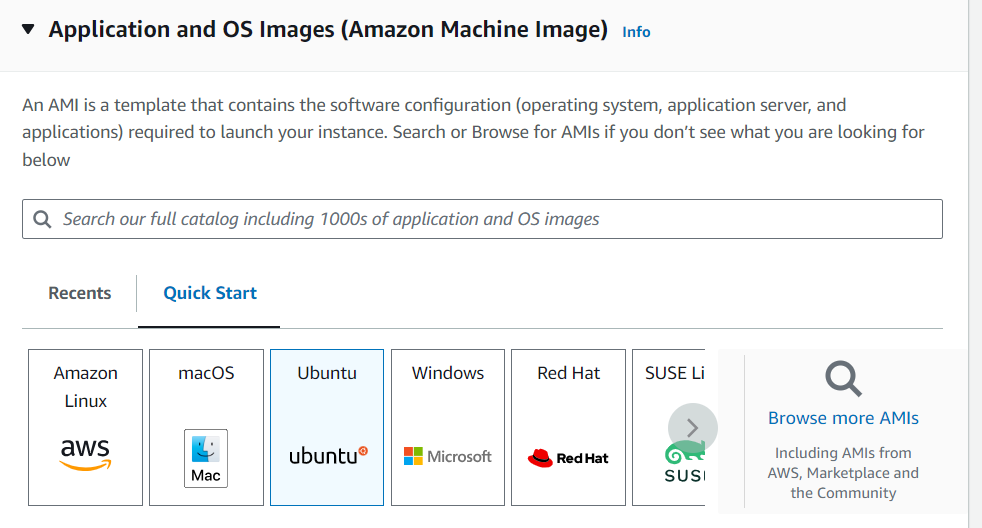 Application and OS Images (Amazon Machine Image) Info
An AMI is a template that contains the software configuration (operating system, application server, and
applications) required to launch your instance. Search or Browse for AMIs if you don’t see what you are looking for
below
Search our full catalog including 1000s of application and OS images
Recents
Quick Start
Amazon
Linux
aws
macOS
Mac
Ubuntu
ubuntu
Windows
Microsoft
Red Hat
Red Hat
SUSE Li
SUS
Browse more AMIs
Including AMIs from
AWS, Marketplace and
the Community